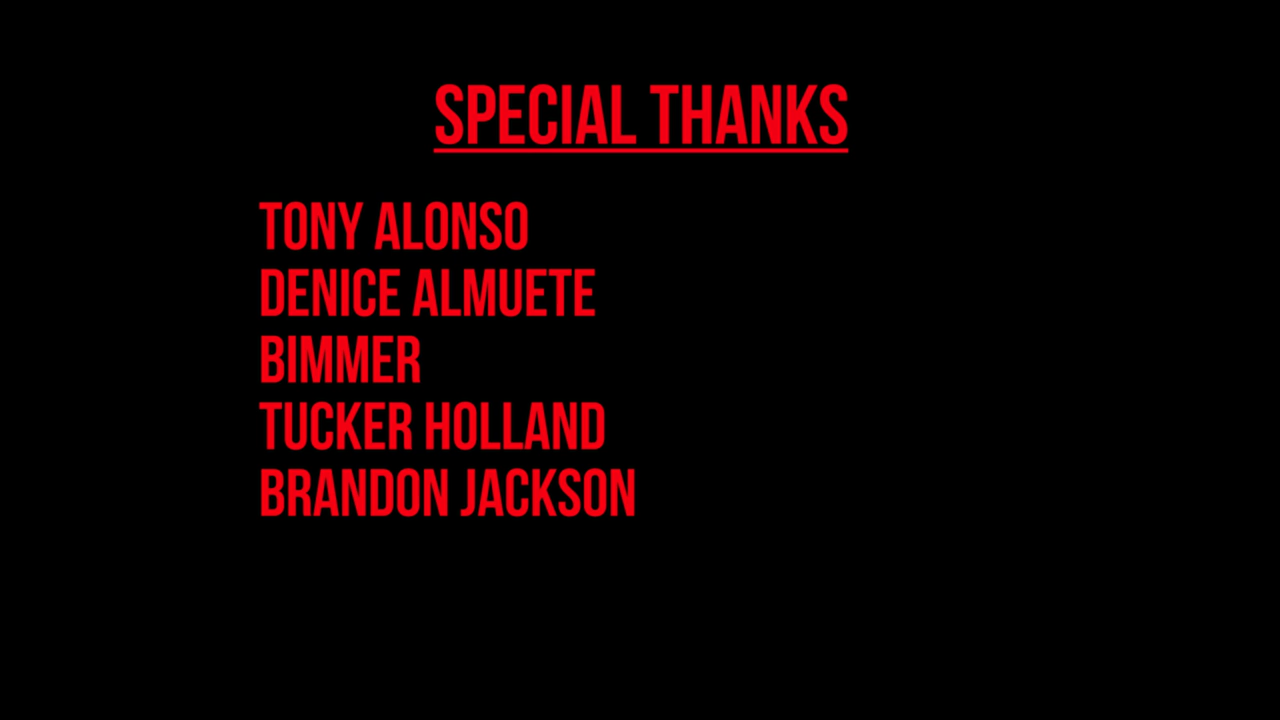 SPECIAL THANKS
TONY ALONSO
DENICE ALMUETE
BIMMER
TUCKER HOLLAND
BRANDON JACKSON